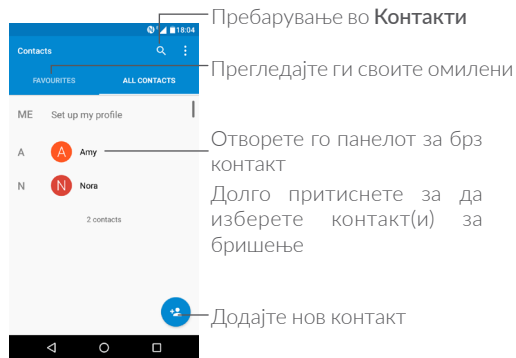 18:04
Contacts
FAVOURITES
ALL CONTACTS
ME Set up my profile
A A Amy
N N Nora
2 contacts
Пребарување во Контакти
Прегледајте ги своите омилени
Отворете го панелот за брз
контакт
Долго притиснете за да
изберете контакт(и) за
бришење
Додајте нов контакт